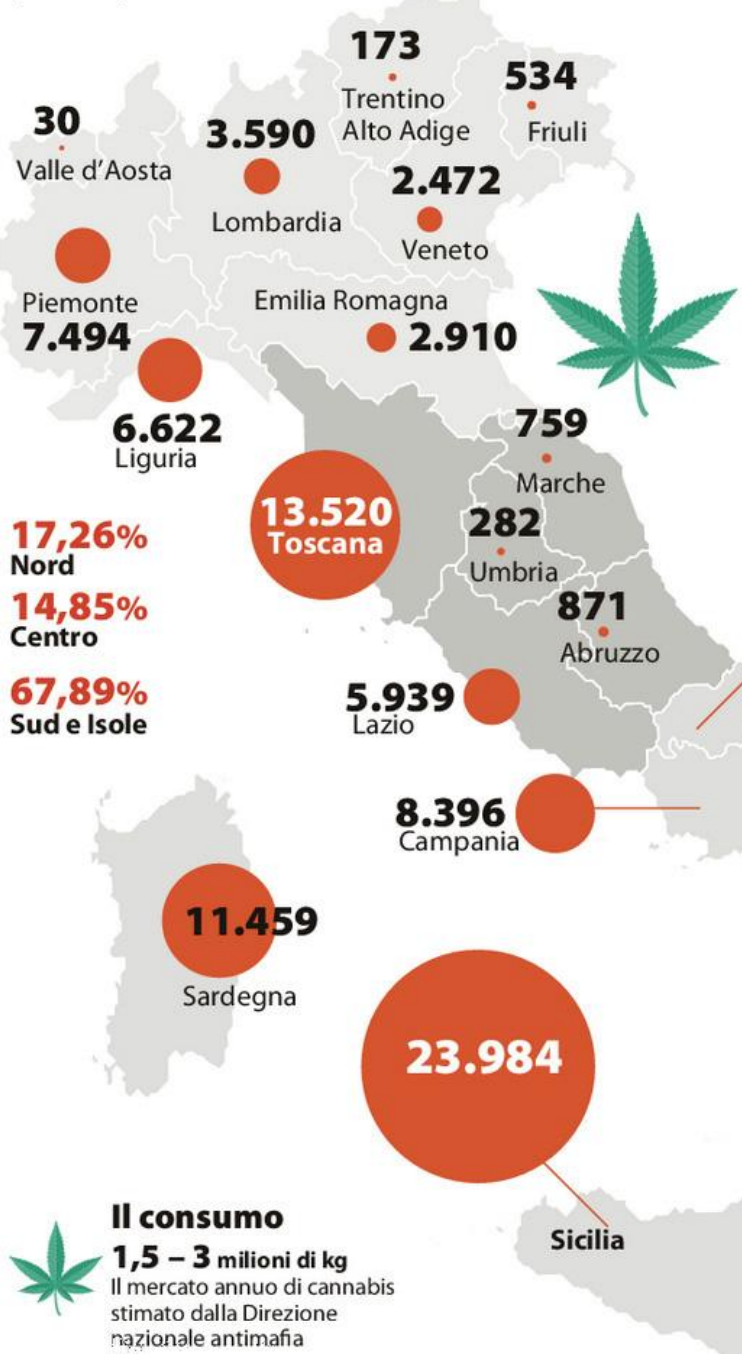 173
Trentino
Alto Adige
534
Friuli
30
Valle d'Aosta
3.590
Lombardia
2.472
Veneto
Piemonte
7.494
Emilia Romagna
2.910
6.622
Liguria
759
Marche
13.520
Toscana
282
Umbria
17,26%
Nord
14,85%
Centro
67,89%
Sud e Isole
871
Abruzzo
5.939
Lazio
8.396
Campania
11.459
Sardegna
23.984
Sicilia
Il consumo
1,5 – 3 milioni di kg
Il mercato annuo di cannabis
stimato dalla Direzione
nazionale antimafia